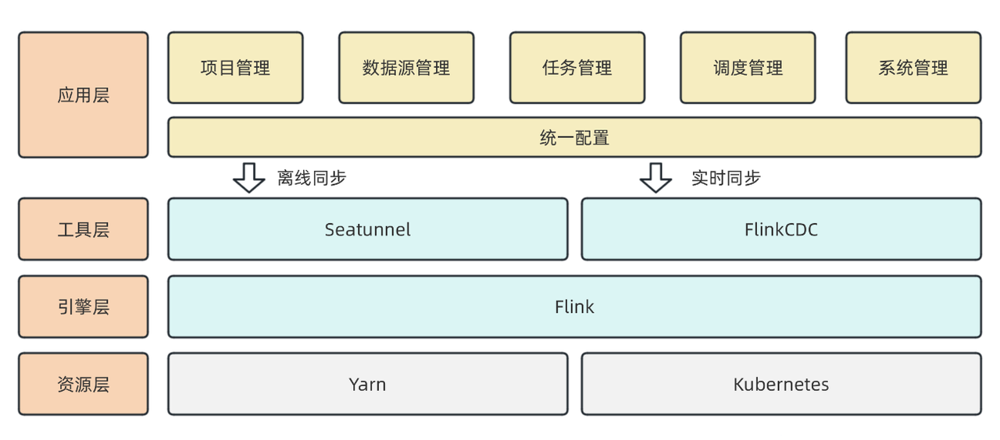 应用层
项目管理
数据源管理
任务管理
调度管理
系统管理
统一配置
离线同步
实时同步
工具层
Seatunnel
FlinkCDC
引擎层
Flink
资源层
Yarn
Kubernetes